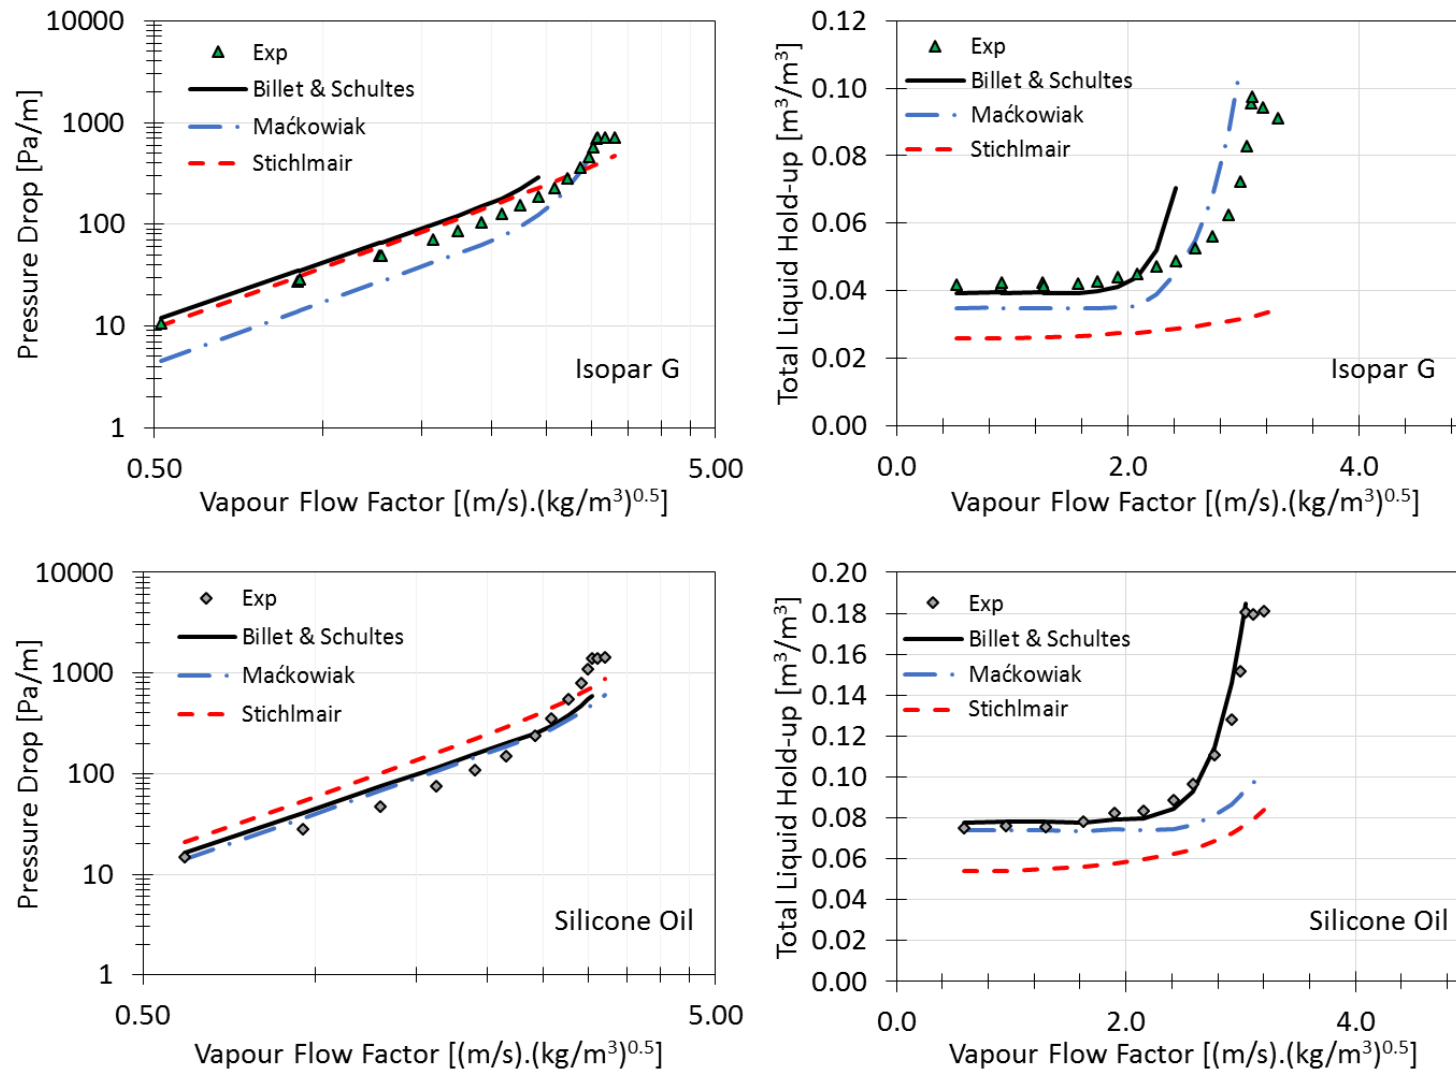 10000
1000
100
10
1
Pressure Drop [Pa/m]
Exp
Billet & Schultes
Maćkowiak
Stichlmair
Isopar G
0.50
5.00
Vapour Flow Factor [(m/s).(kg/m³)⁰·⁵]
0.12
0.10
0.08
0.06
0.04
0.02
0.00
Total Liquid Hold-up [m³/m³]
Exp
Billet & Schultes
Maćkowiak
Stichlmair
Isopar G
0.0
2.0
4.0
Vapour Flow Factor [(m/s).(kg/m³)⁰·⁵]
10000
1000
100
10
1
Pressure Drop [Pa/m]
Exp
Billet & Schultes
Maćkowiak
Stichlmair
Silicone Oil
0.50
5.00
Vapour Flow Factor [(m/s).(kg/m³)⁰·⁵]
0.20
0.18
0.16
0.14
0.12
0.10
0.08
0.06
0.04
0.02
0.00
Total Liquid Hold-up [m³/m³]
Exp
Billet & Schultes
Maćkowiak
Stichlmair
Silicone Oil
0.0
2.0
4.0
Vapour Flow Factor [(m/s).(kg/m³)⁰·⁵]